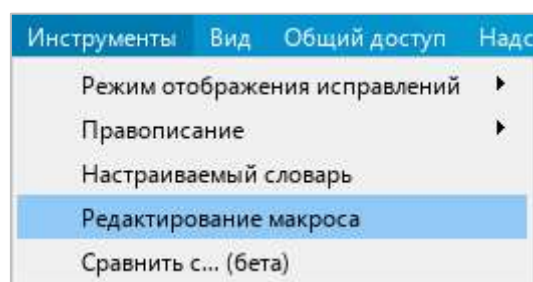 Инструменты Вид Общий доступ
Режим отображения исправлений
Правописание
Настраиваемый словарь
Редактирование макроса
Сравнить с... (бета)